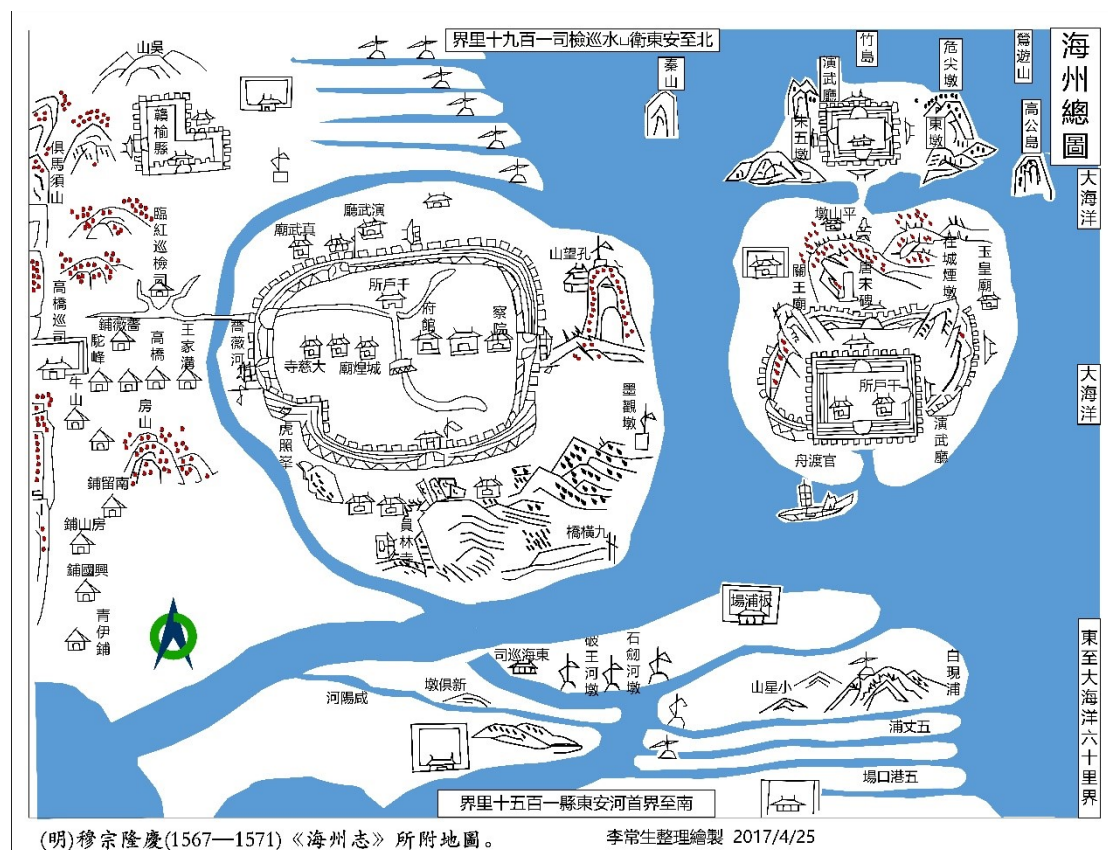 海州總圖
鶯遊山
高公島
危尖墩
竹島
演武廳
東墩
朱五墩
秦山
北至安東衛山水巡檢司一百九十里界
吳山
贛榆縣
俱馬須山
臨紅巡檢司
高橋巡司
薔薇鋪
駝峰
高橋
王家溝
薔薇河
牛山
房山
南留鋪
房山鋪
興國鋪
青伊鋪
演武廳
真武廟
千戶所
府館
察院
城煌廟
大慈寺
孔望山
墨觀墩
虎照峯
員林寺
九橫橋
大海洋
平山墩
在城煙墩
玉皇廟
唐宋碑
關王廟
千戶所
演武廳
官渡舟
大海洋
板浦場
石劒河墩
破王河墩
東海巡司
新俱墩
咸陽河
白現浦
小星山
五丈浦
五港口場
東至大海洋六十里界
南至界首河安東縣一百五十里界
(明)穆宗隆慶(1567—1571)《海州志》所附地圖。
李常生整理繪製 2017/4/25